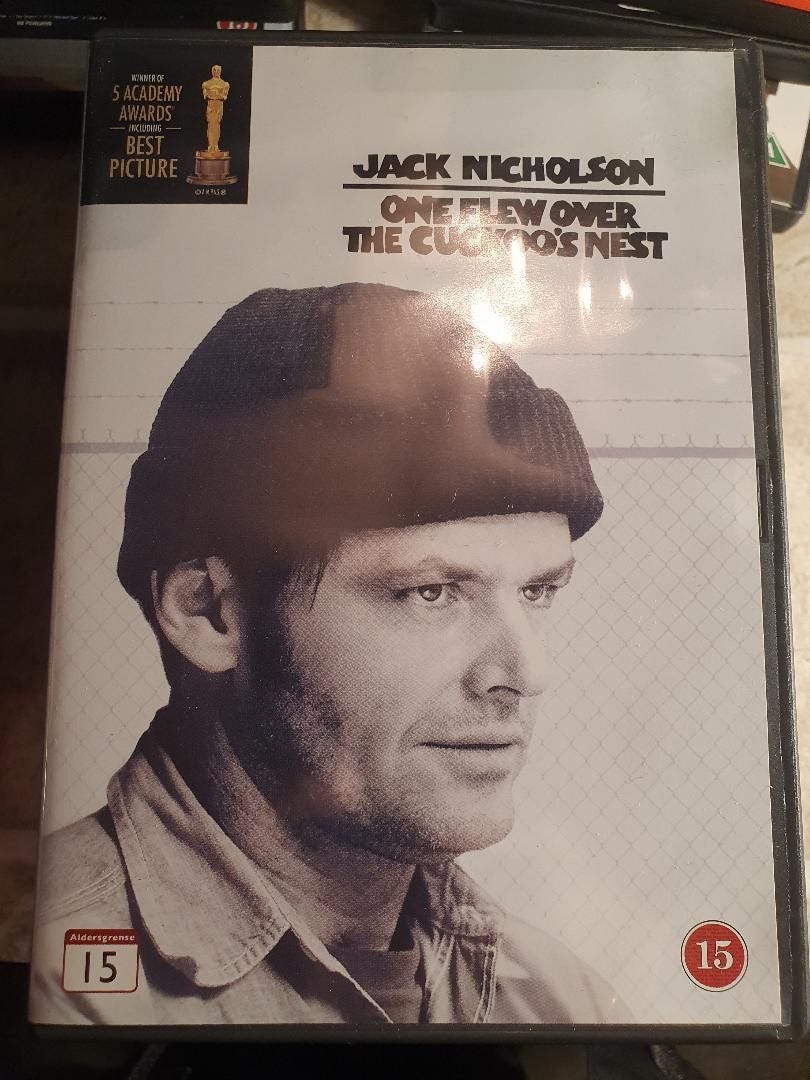 WINNER OF
5 ACADEMY
AWARDS
INCLUDING
BEST
PICTURE
JACK NICHOLSON
ONE FLEW OVER
THE CUCKOO'S NEST
Aldersgrense
15
15